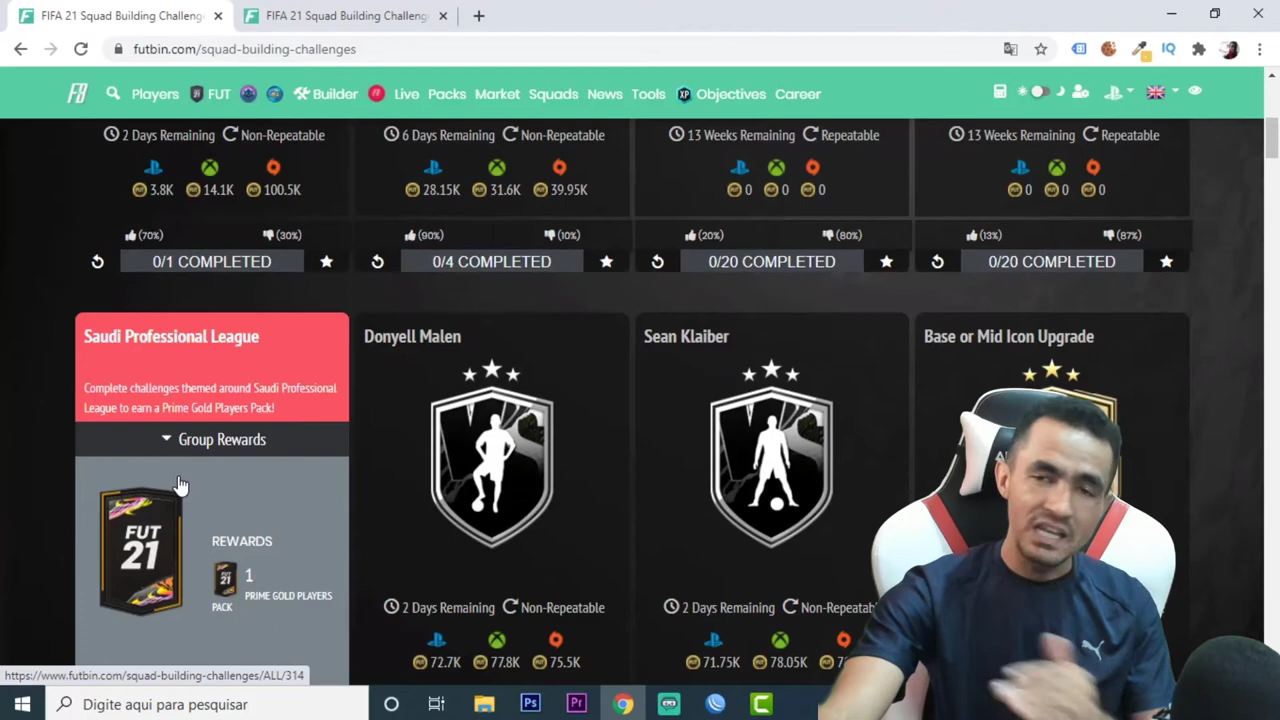 FIFA 21 Squad Building Challeng
FIFA 21 Squad Building Challeng
futbin.com/squad-building-challenges
Players FUT Builder Live Packs Market Squads News Tools XP Objectives Career
2 Days Remaining Non-Repeatable
3.8K 14.1K 100.5K
(70%) (30%)
0/1 COMPLETED
6 Days Remaining Non-Repeatable
28.15K 31.6K 39.95K
(90%) (10%)
0/4 COMPLETED
13 Weeks Remaining Repeatable
0 0 0
(20%) (80%)
0/20 COMPLETED
13 Weeks Remaining Repeatable
0 0 0
(13%) (87%)
0/20 COMPLETED
Saudi Professional League
Complete challenges themed around Saudi Professional
League to earn a Prime Gold Players Pack!
Group Rewards
FUT
21
REWARDS
1
PRIME GOLD PLAYERS
PACK
Donyell Malen
2 Days Remaining Non-Repeatable
72.7K 77.8K 75.5K
Sean Klaiber
2 Days Remaining Non-Repeata
71.75K 78.05K
Base or Mid Icon Upgrade
https://www.futbin.com/squad-building-challenges/ALL/314
Digite aqui para pesquisar
Ps Pr